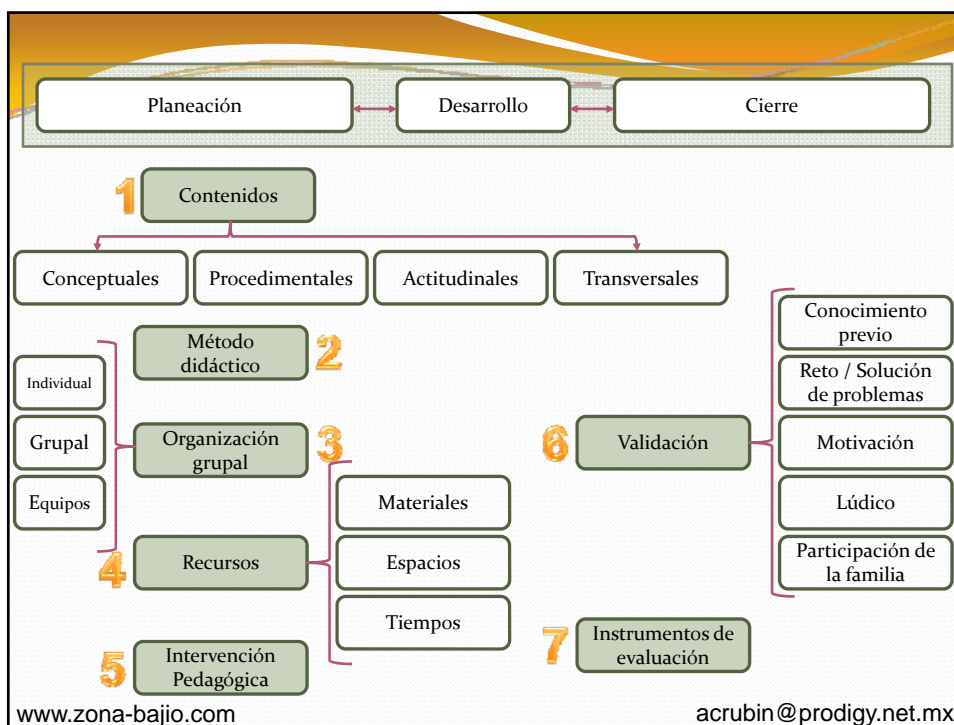 Planeación
Desarrollo
Cierre
1
Contenidos
Conceptuales
Procedimentales
Actitudinales
Transversales
Método
didáctico
2
Individual
Grupal
Equipos
Organización
grupal
3
4
Recursos
Materiales
Espacios
Tiempos
5
Intervención
Pedagógica
6
Validación
Conocimiento
previo
Reto / Solución
de problemas
Motivación
Lúdico
Participación de
la familia
7
Instrumentos de
evaluación
www.zona-bajio.com
acrubin@prodigy.net.mx